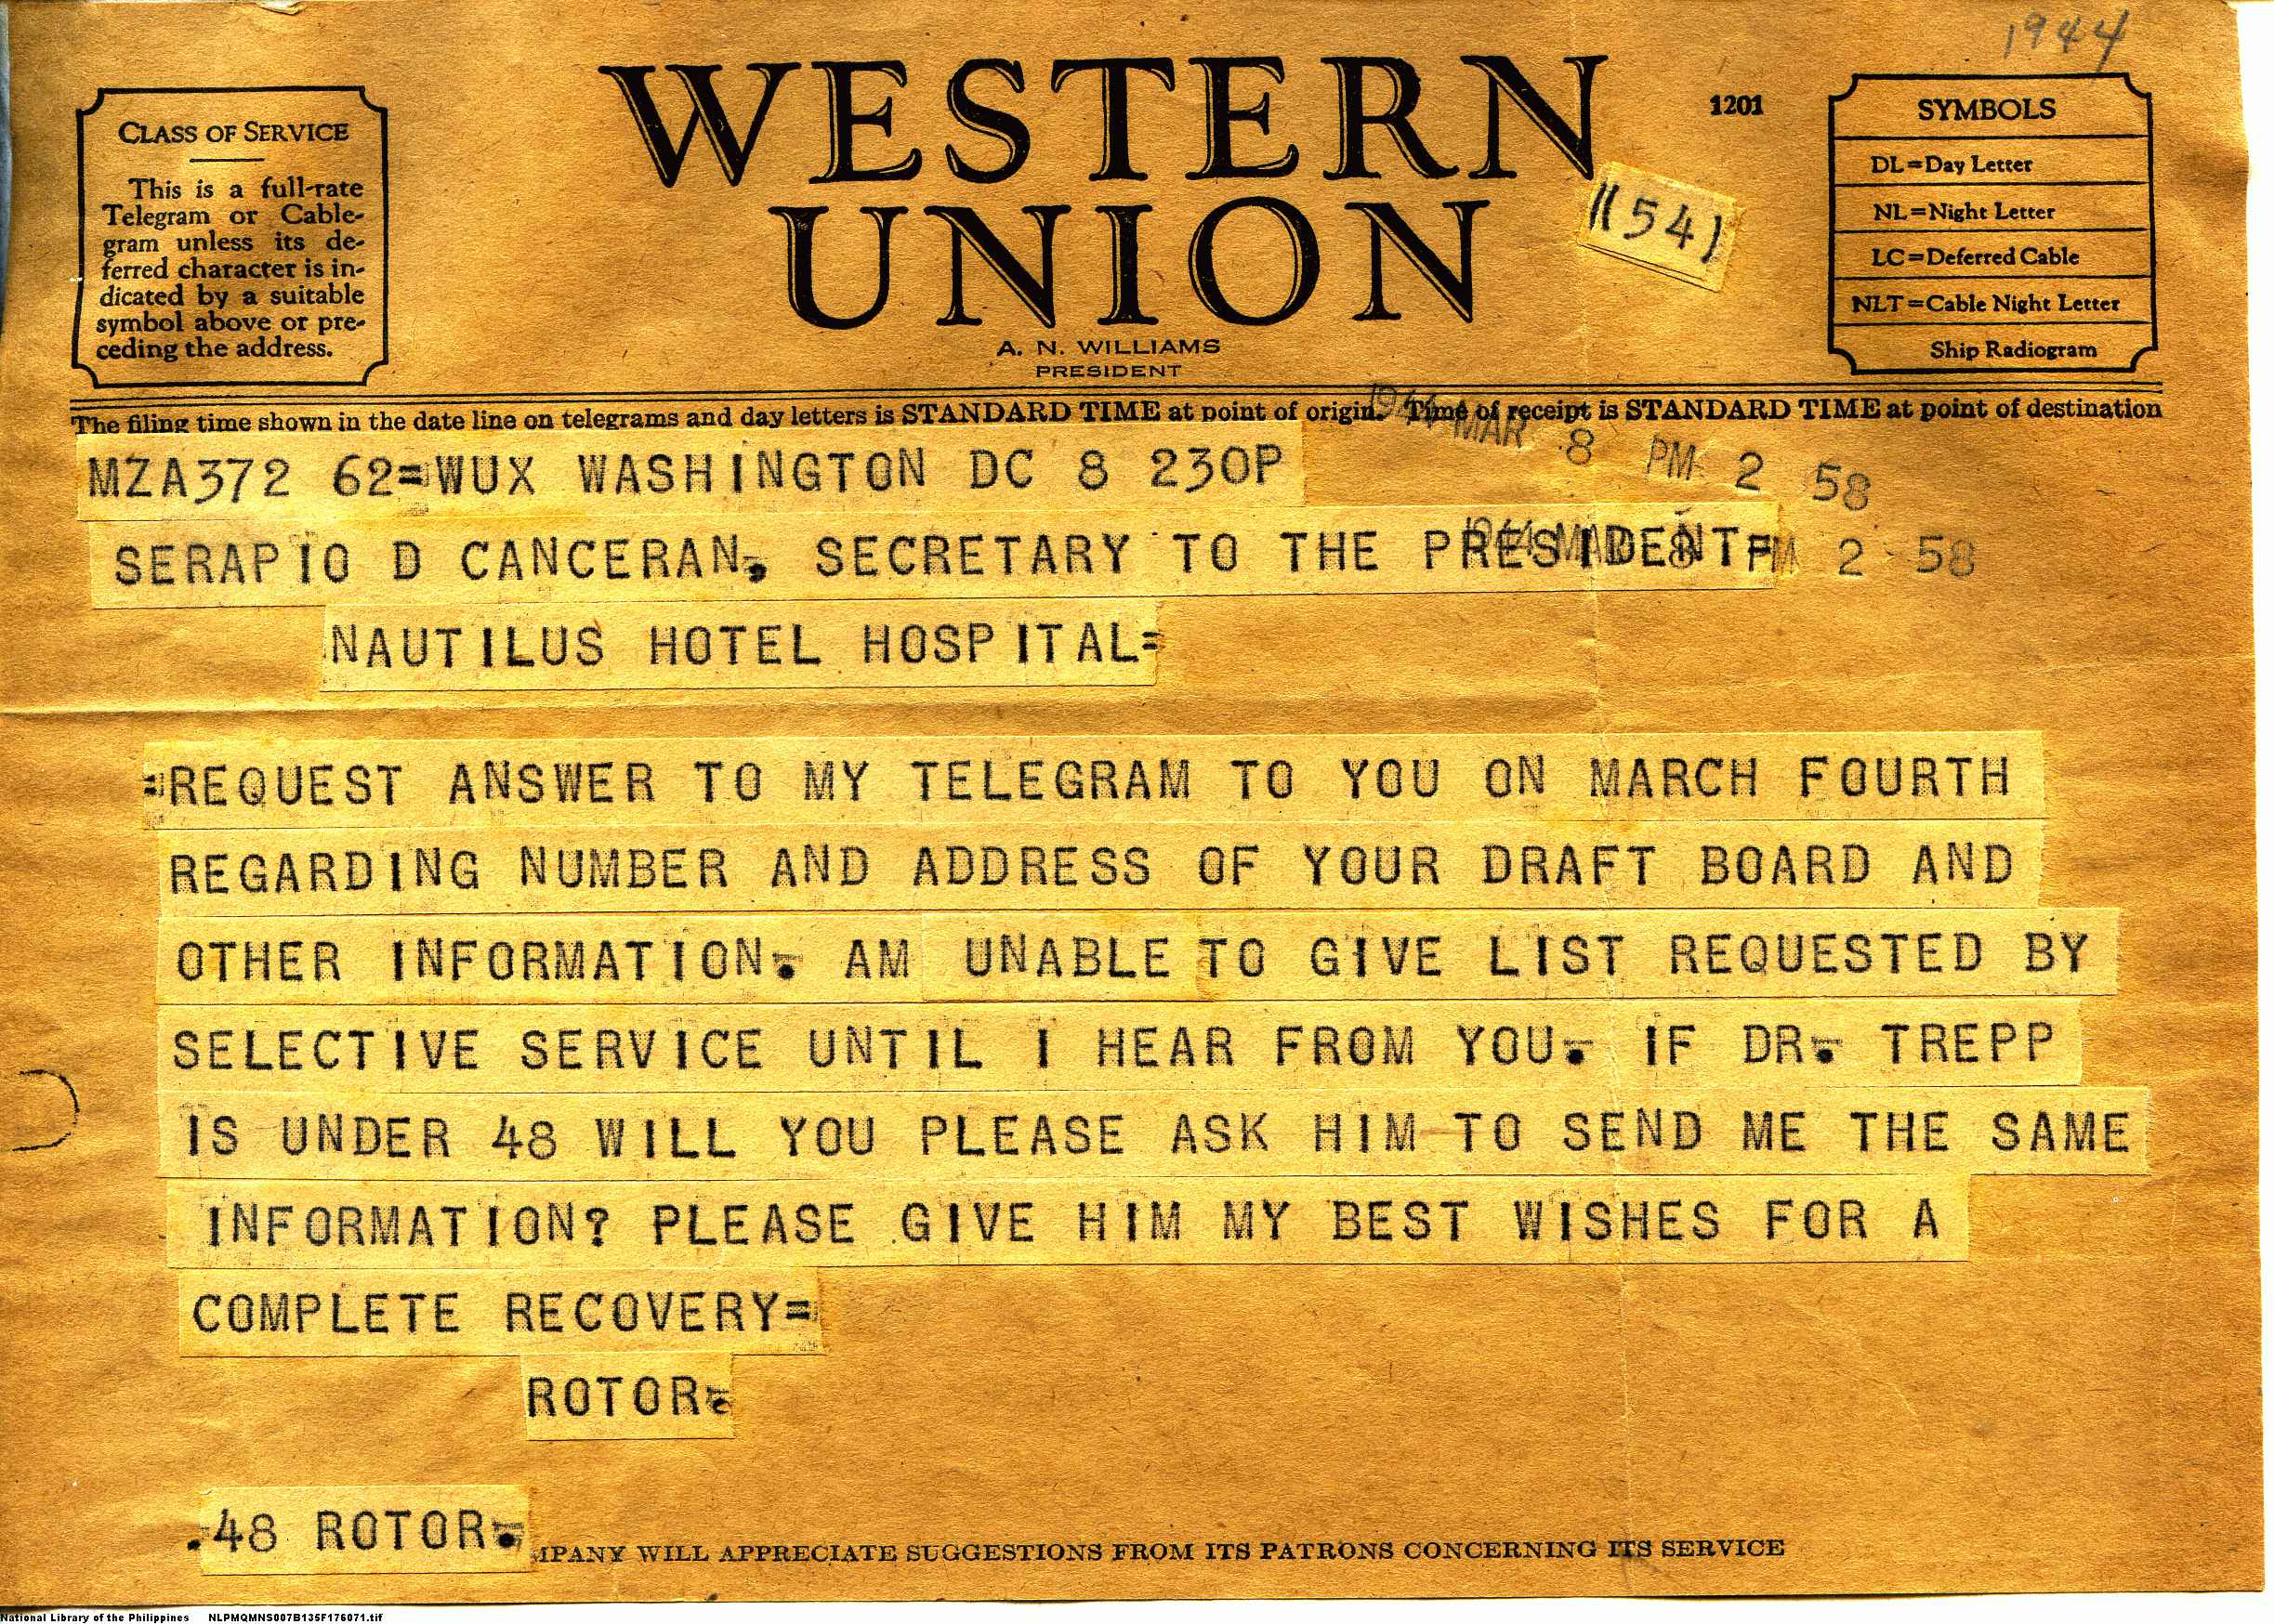 1944
WESTERN
UNION
1201
(54)
A. N. WILLIAMS
PRESIDENT
CLASS OF SERVICE
This is a full-rate
Telegram or Cable-
gram unless its de-
ferred character is in-
dicated by a suitable
symbol above or pre-
ceding the address.
SYMBOLS
DL=Day Letter
NL=Night Letter
LC=Deferred Cable
NLT=Cable Night Letter
Ship Radiogram
The filing time shown in the date line on telegrams and day letters is STANDARD TIME at point of origin. Time of receipt is STANDARD TIME at point of destination
1944 MAR 8 PM 2 58
MZA372 62=WUX WASHINGTON DC 8 230P
SERAPIO D CANCERAN, SECRETARY TO THE PRESIDENT=
1944 MAR 8 PM 2 58
NAUTILUS HOTEL HOSPITAL=
=REQUEST ANSWER TO MY TELEGRAM TO YOU ON MARCH FOURTH
REGARDING NUMBER AND ADDRESS OF YOUR DRAFT BOARD AND
OTHER INFORMATION. AM UNABLE TO GIVE LIST REQUESTED BY
SELECTIVE SERVICE UNTIL I HEAR FROM YOU. IF DR. TREPP
IS UNDER 48 WILL YOU PLEASE ASK HIM TO SEND ME THE SAME
INFORMATION? PLEASE GIVE HIM MY BEST WISHES FOR A
COMPLETE RECOVERY=
ROTOR.
.48 ROTOR.
MPANY WILL APPRECIATE SUGGESTIONS FROM ITS PATRONS CONCERNING ITS SERVICE
National Library of the Philippines NLPMQMNS007B135F176071.tif